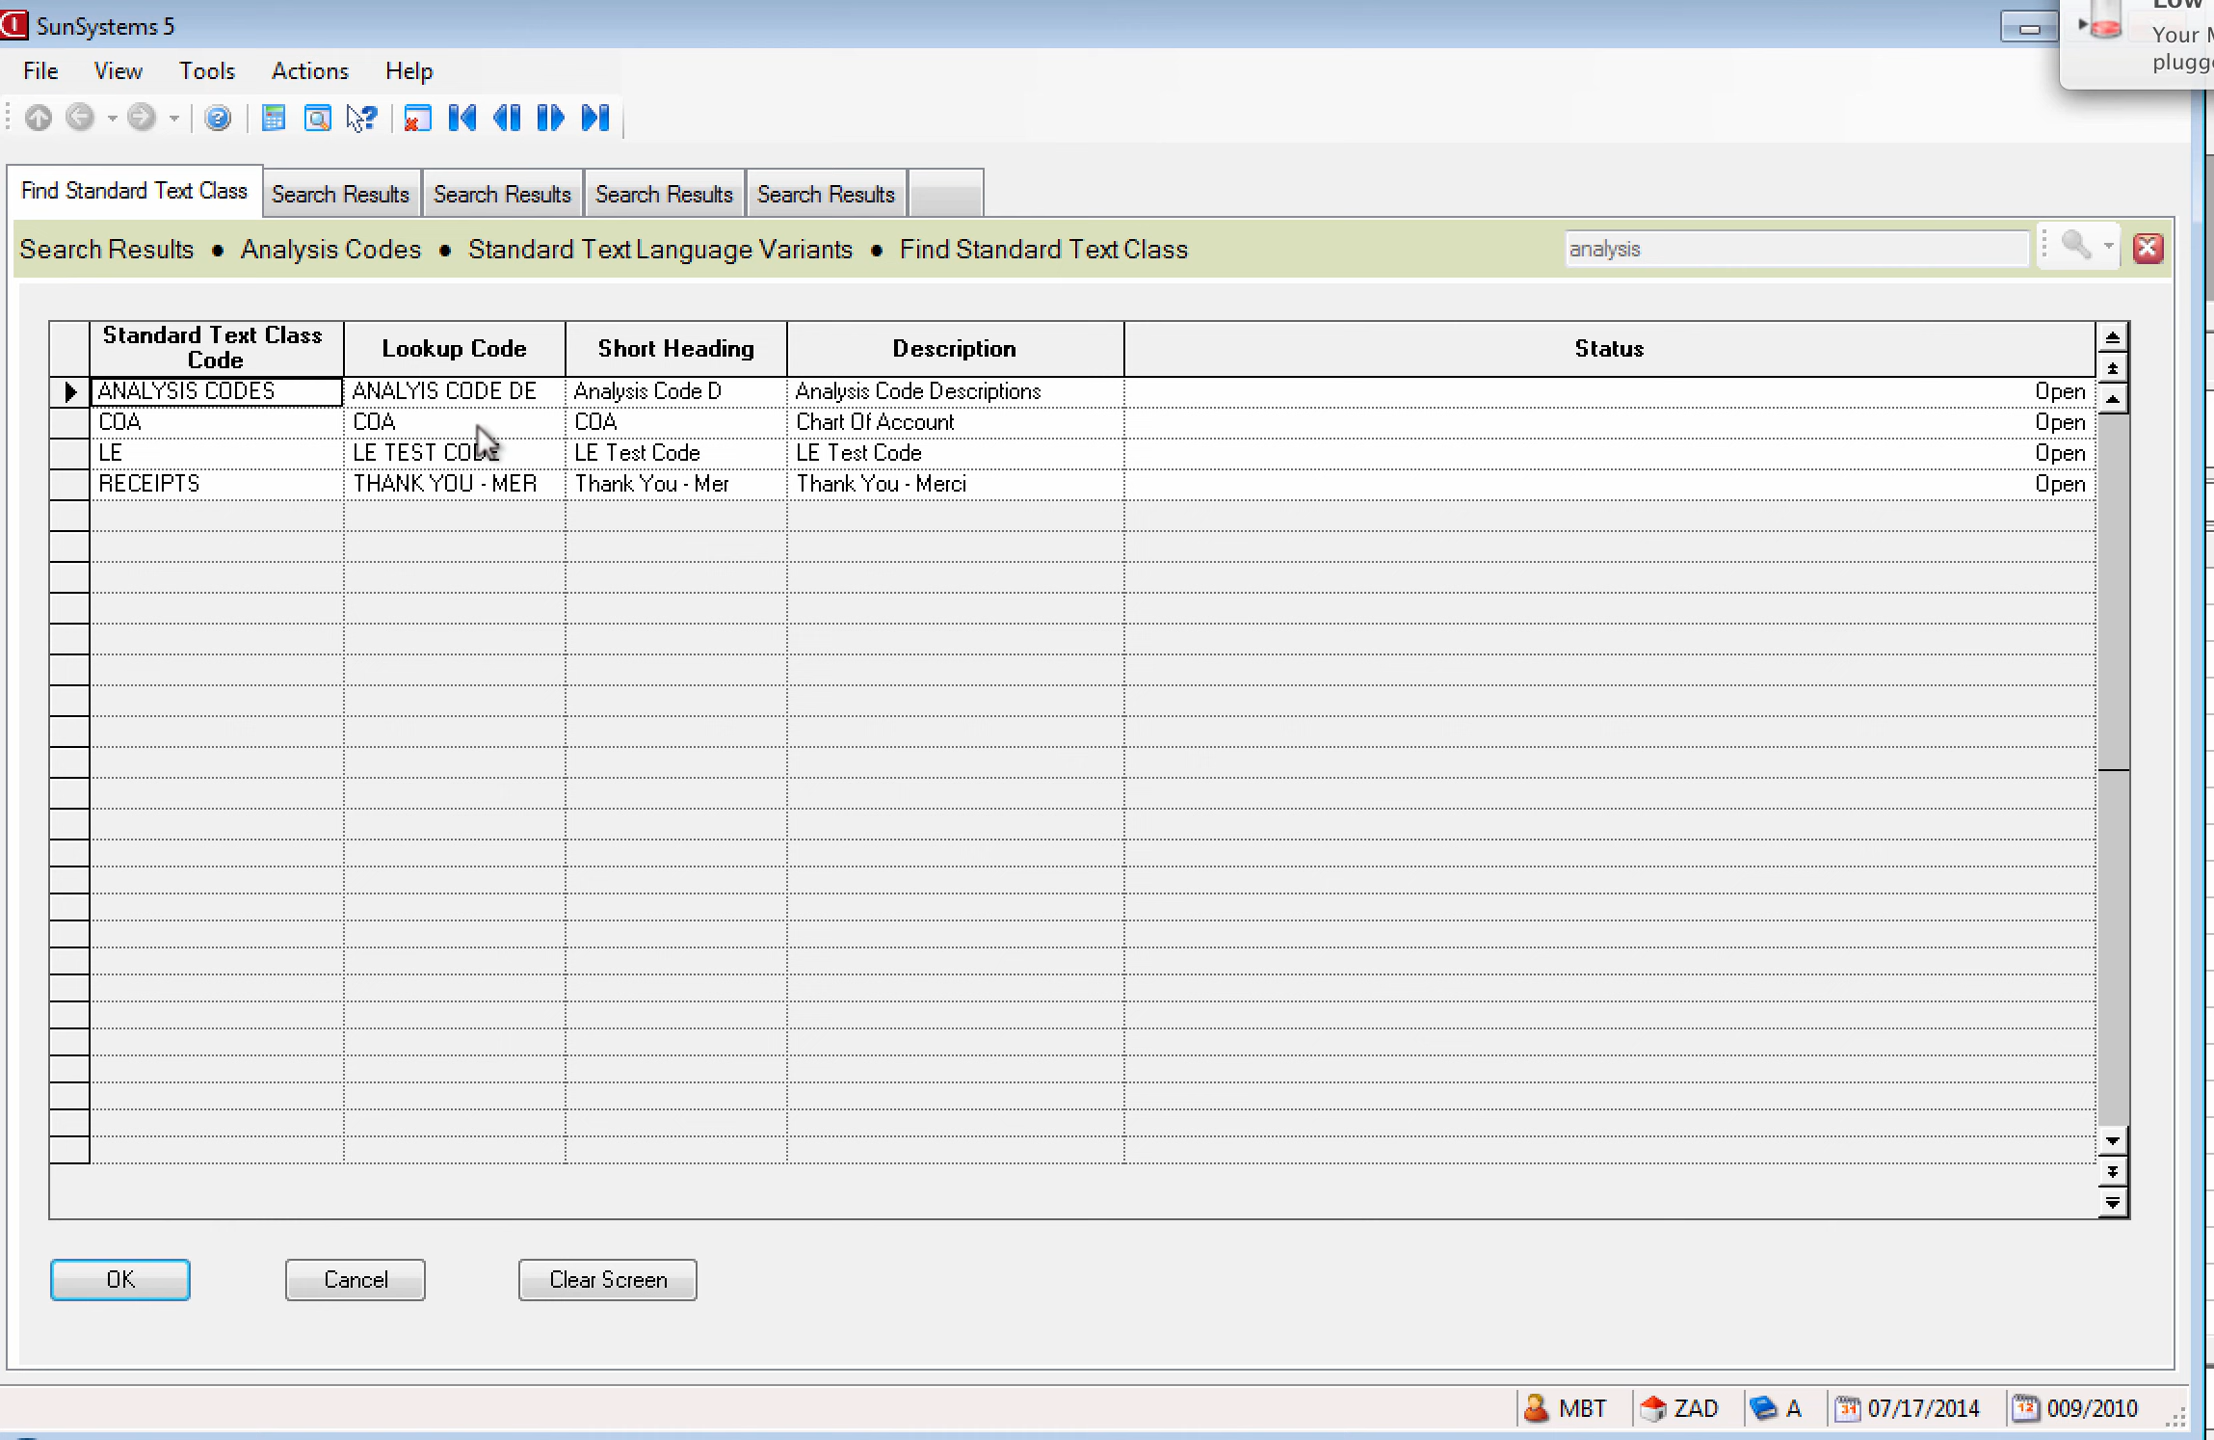 SunSystems 5
Low
Your M
plugge
File View Tools Actions Help
Find Standard Text Class Search Results Search Results Search Results Search Results
Search Results • Analysis Codes • Standard Text Language Variants • Find Standard Text Class analysis
Standard Text Class Code Lookup Code Short Heading Description Status
ANALYSIS CODES ANALYIS CODE DE Analysis Code D Analysis Code Descriptions Open
COA COA COA Chart Of Account Open
LE LE TEST CODE LE Test Code LE Test Code Open
RECEIPTS THANK YOU - MER Thank You - Mer Thank You - Merci Open
OK Cancel Clear Screen
MBT ZAD A 07/17/2014 009/2010